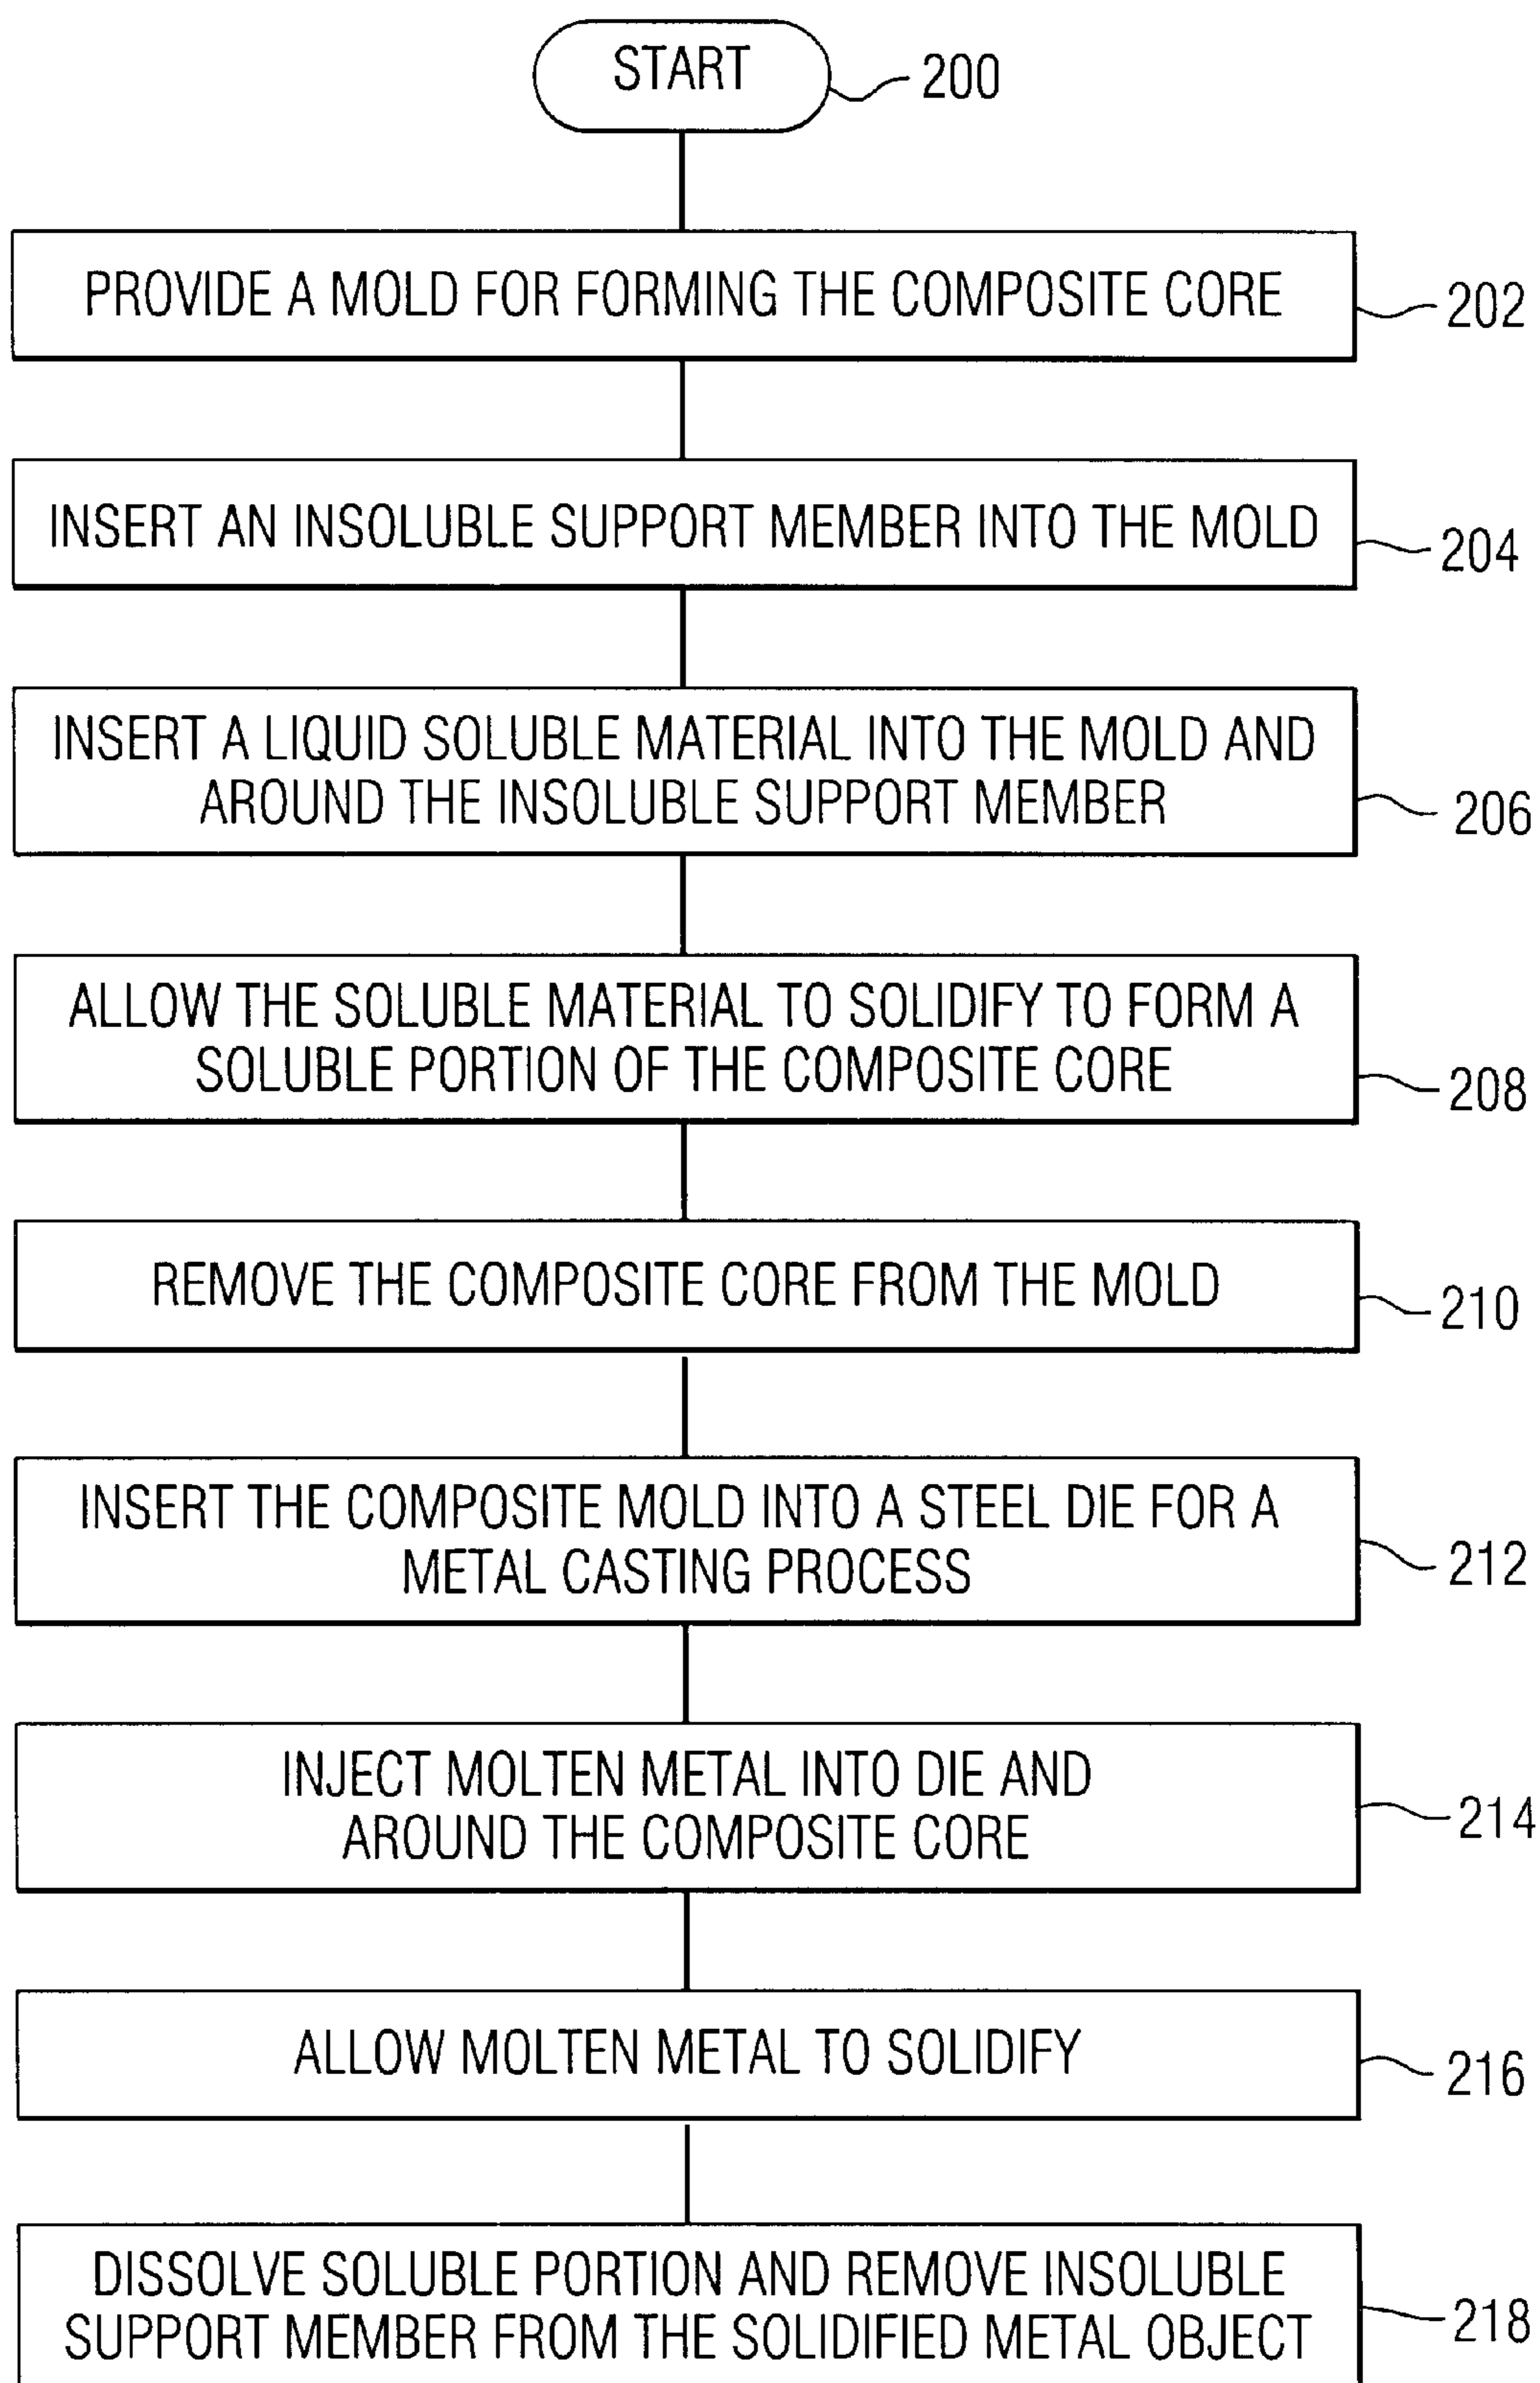 START
200
PROVIDE A MOLD FOR FORMING THE COMPOSITE CORE
202
INSERT AN INSOLUBLE SUPPORT MEMBER INTO THE MOLD
204
INSERT A LIQUID SOLUBLE MATERIAL INTO THE MOLD AND
AROUND THE INSOLUBLE SUPPORT MEMBER
206
ALLOW THE SOLUBLE MATERIAL TO SOLIDIFY TO FORM A
SOLUBLE PORTION OF THE COMPOSITE CORE
208
REMOVE THE COMPOSITE CORE FROM THE MOLD
210
INSERT THE COMPOSITE MOLD INTO A STEEL DIE FOR A
METAL CASTING PROCESS
212
INJECT MOLTEN METAL INTO DIE AND
AROUND THE COMPOSITE CORE
214
ALLOW MOLTEN METAL TO SOLIDIFY
216
DISSOLVE SOLUBLE PORTION AND REMOVE INSOLUBLE
SUPPORT MEMBER FROM THE SOLIDIFIED METAL OBJECT
218